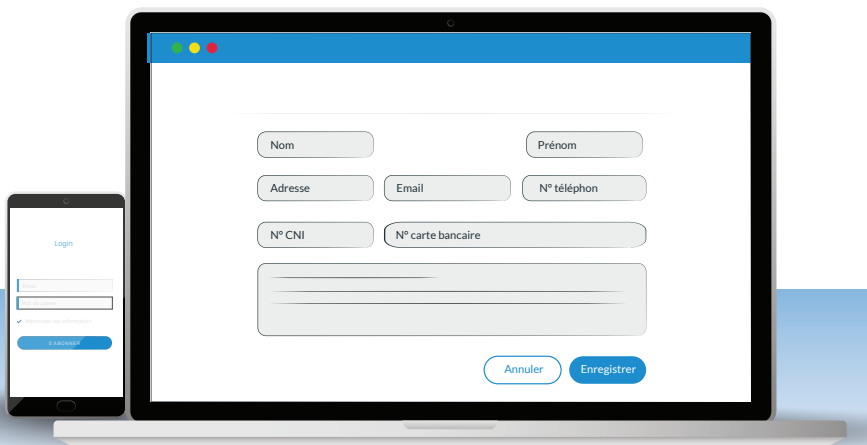 Nom
Prénom
Adresse
Email
N° téléphon
N° CNI
N° carte bancaire
Annuler
Enregistrer
Login
S'ABONNER